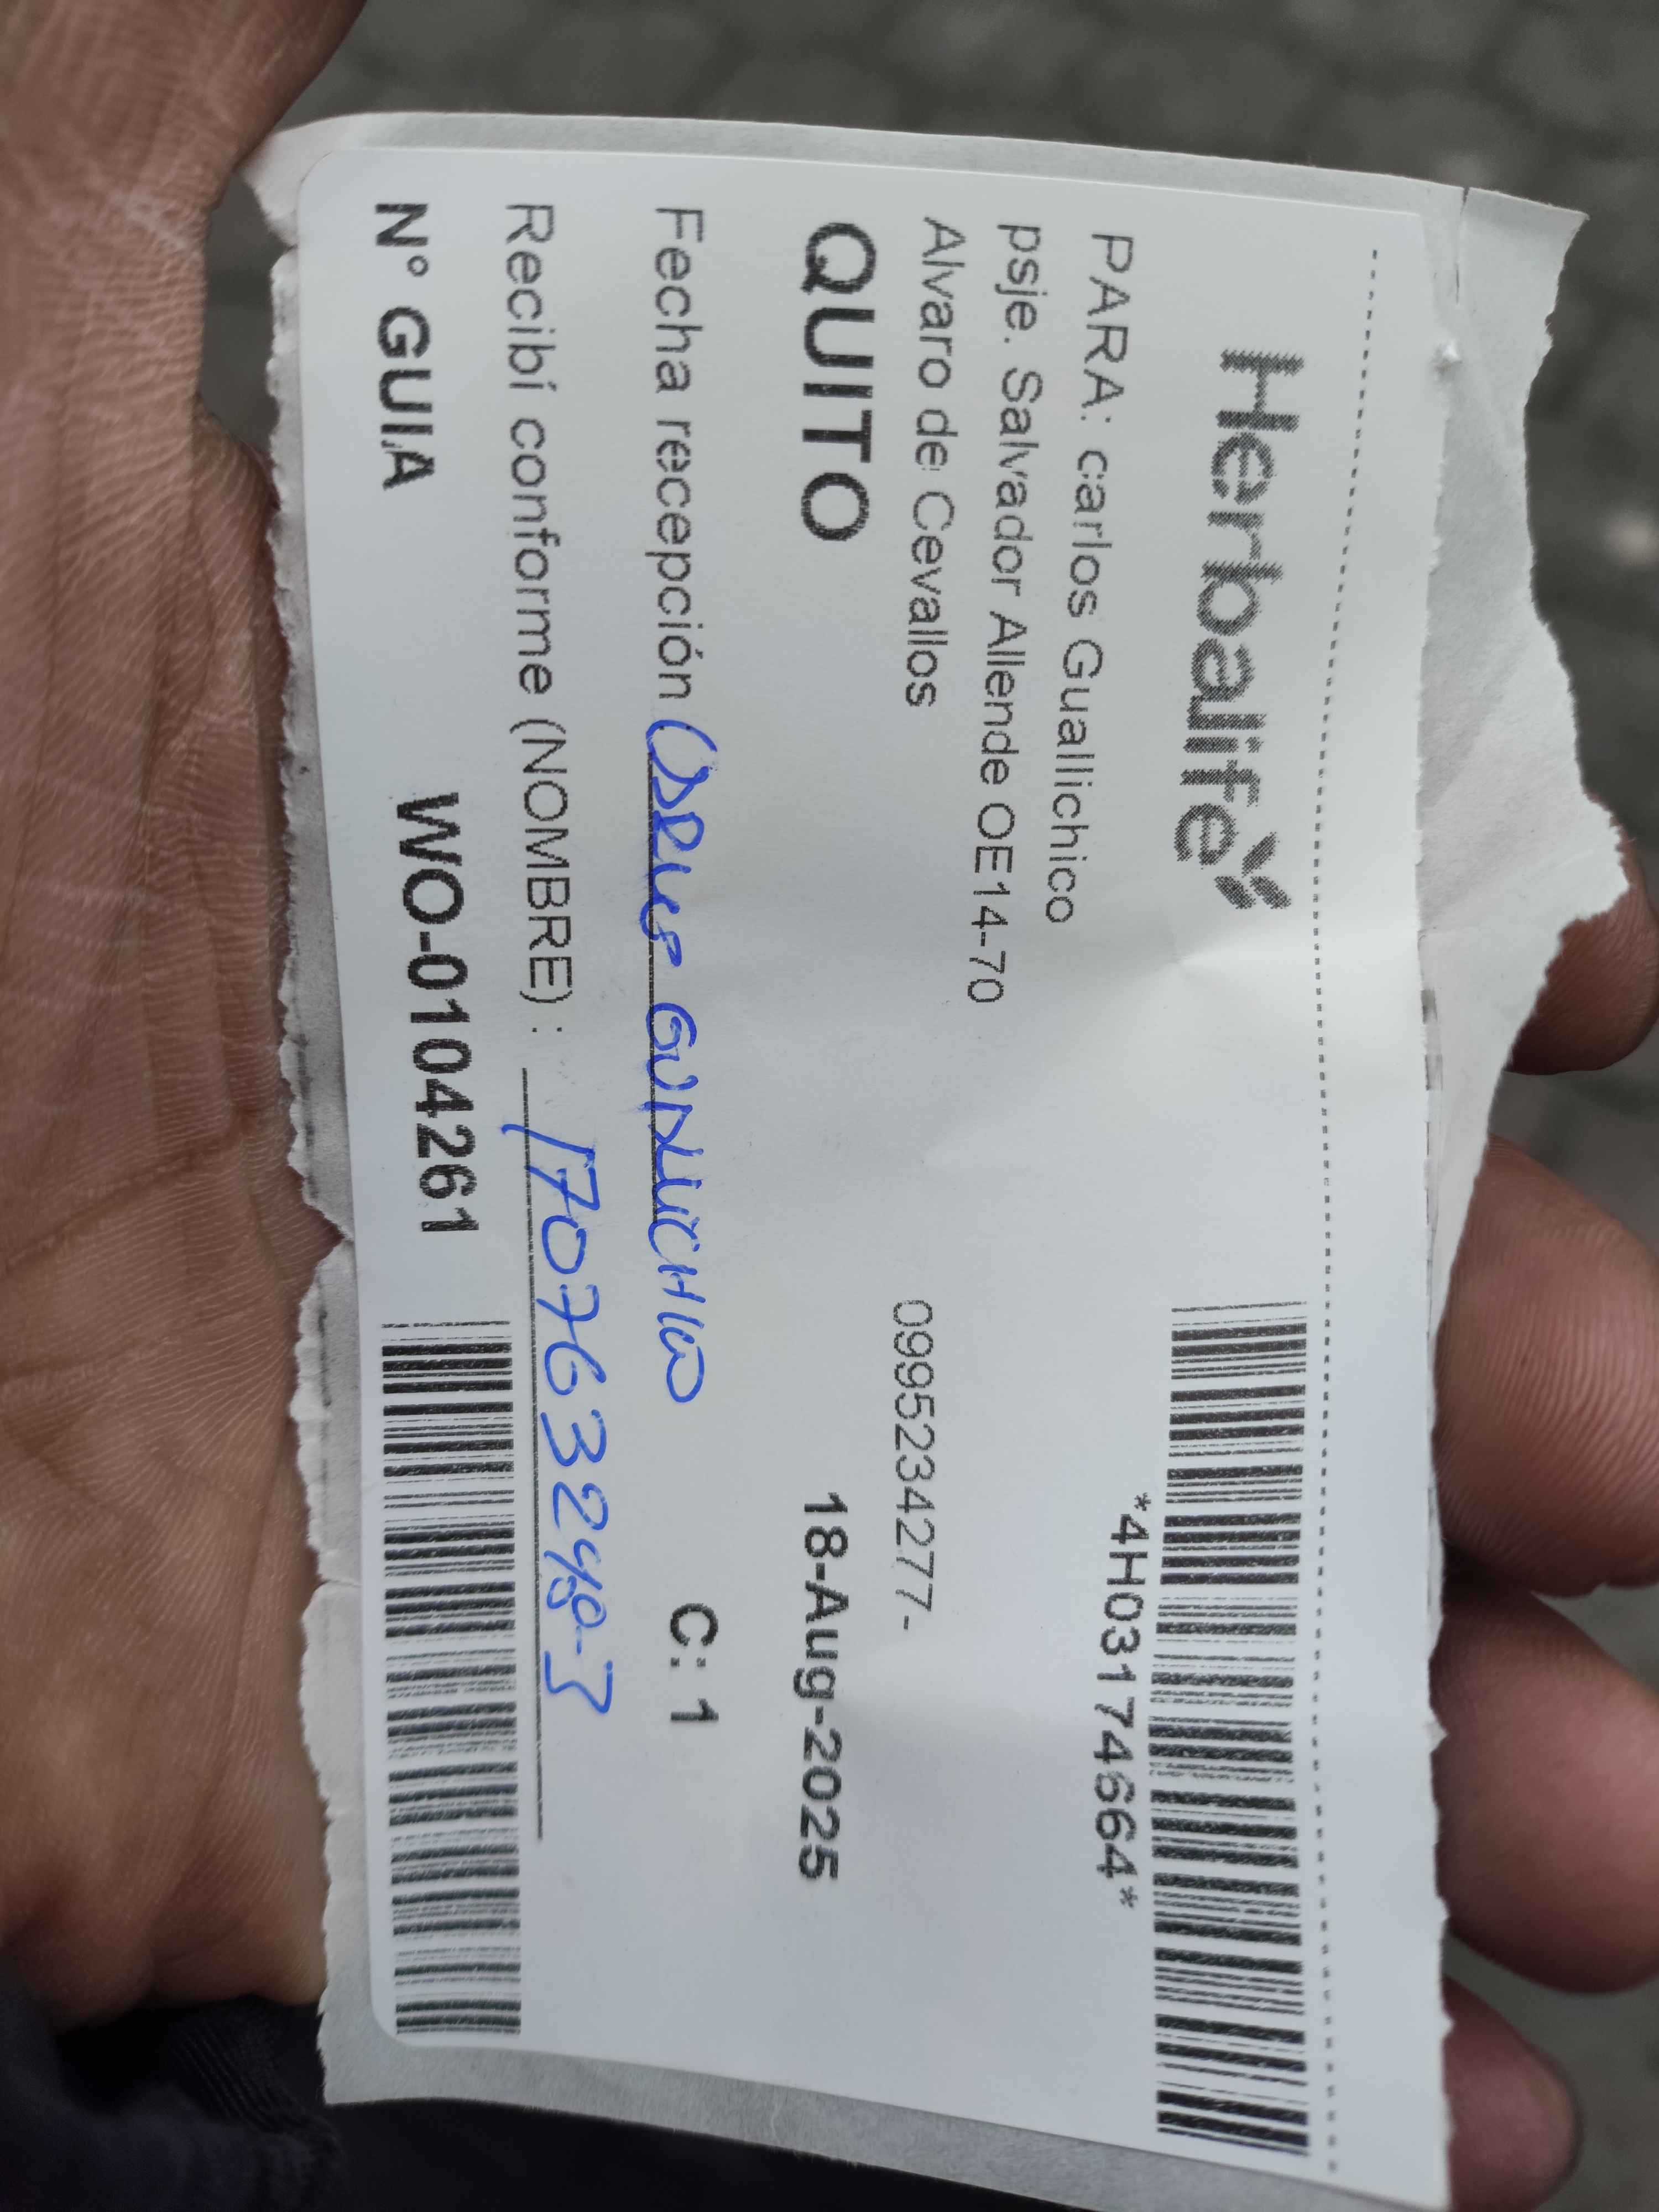 Herbalife
*4H03174664*
PARA: carlos Guallichico
psje. Salvador Allende OE14-70
Alvaro de Cevallos
0995234277-
QUITO 18-Aug-2025
Fecha recepción C: 1
Recibí conforme (NOMBRE) :
N° GUIA WO-0104261